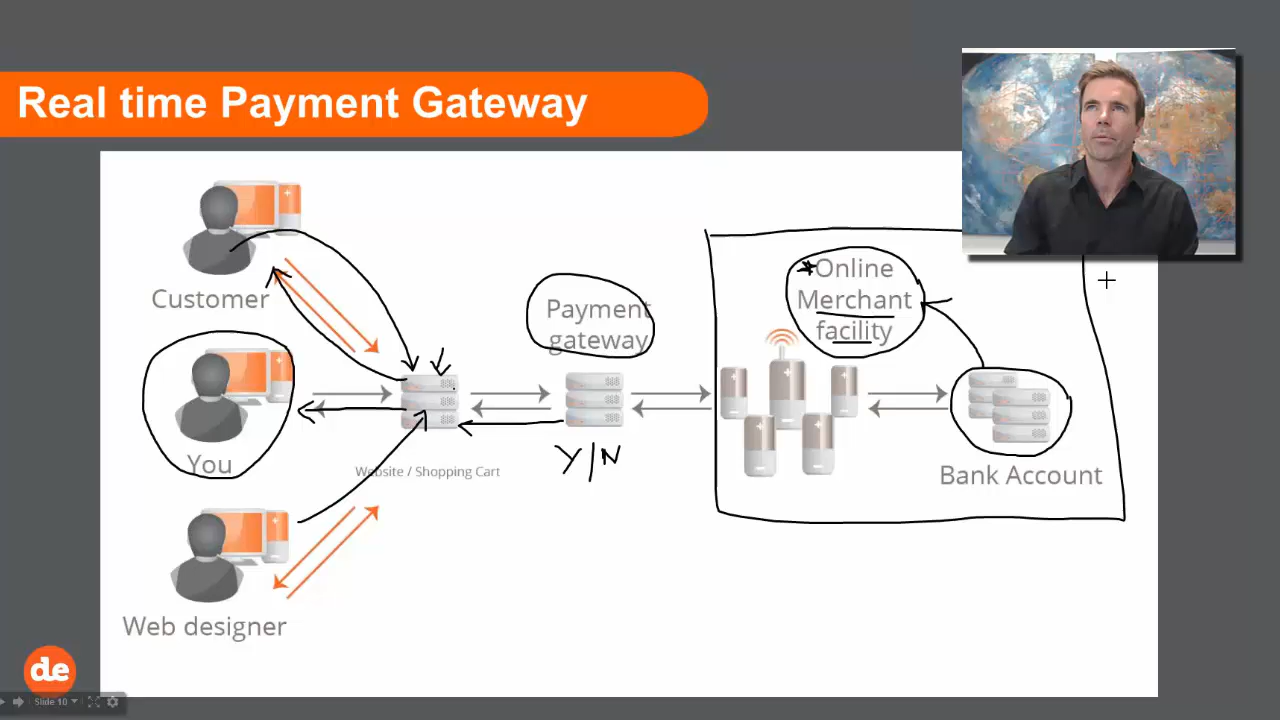 Real time Payment Gateway
Customer
You
Web designer
Website / Shopping Cart
Payment
gateway
Y/N
*Online
Merchant
facility
Bank Account
de
Slide 10